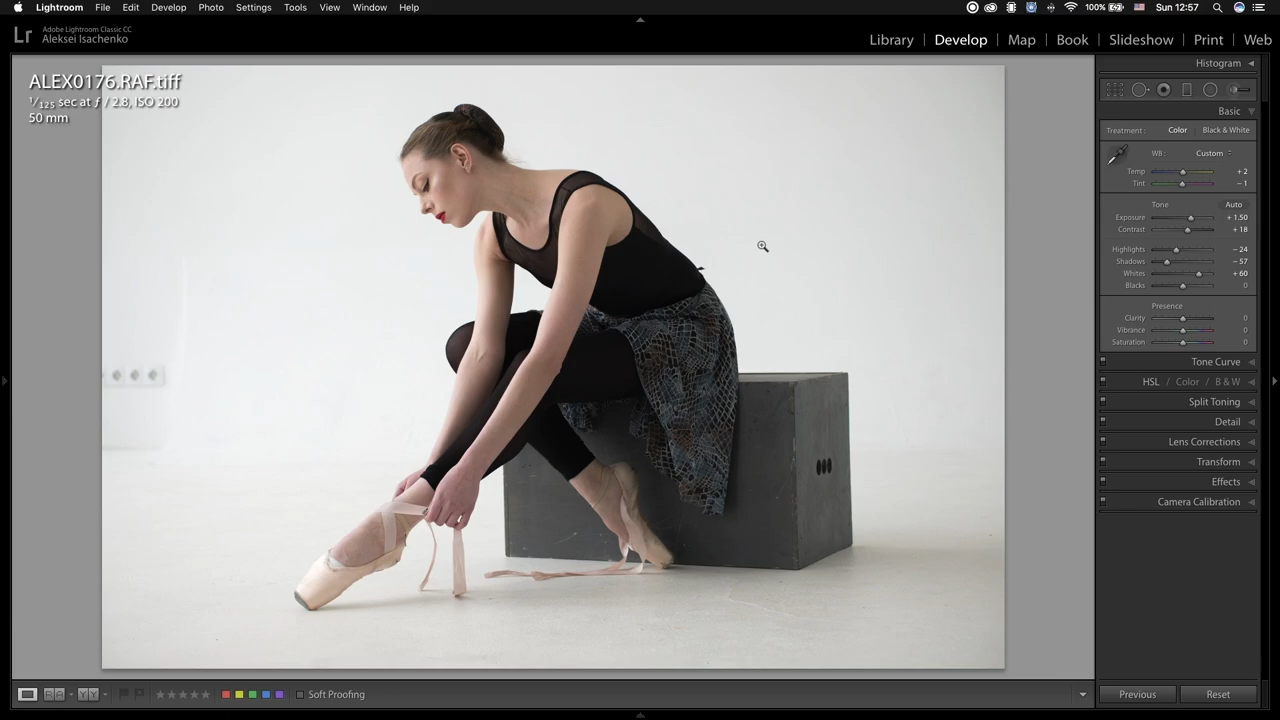 Lightroom File Edit Develop Photo Settings Tools View Window Help 100% Sun 12:57
Lr Adobe Lightroom Classic CC
Aleksei Isachenko
Library | Develop | Map | Book | Slideshow | Print | Web
ALEX0176.RAF.tiff
1/125 sec at ƒ / 2.8, ISO 200
50 mm
Histogram
Basic
Treatment: Color Black & White
WB: Custom
Temp + 2
Tint − 1
Tone Auto
Exposure + 1.50
Contrast + 18
Highlights − 24
Shadows − 57
Whites + 60
Blacks 0
Presence
Clarity 0
Vibrance 0
Saturation 0
Tone Curve
HSL / Color / B & W
Split Toning
Detail
Lens Corrections
Transform
Effects
Camera Calibration
Soft Proofing
Previous Reset